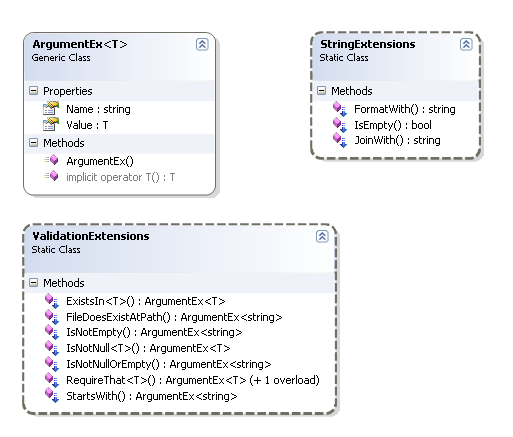 ArgumentEx<T>
Generic Class
Properties
Name : string
Value : T
Methods
ArgumentEx()
implicit operator T() : T
StringExtensions
Static Class
Methods
FormatWith() : string
IsEmpty() : bool
JoinWith() : string
ValidationExtensions
Static Class
Methods
ExistsIn<T>() : ArgumentEx<T>
FileDoesExistAtPath() : ArgumentEx<string>
IsNotEmpty() : ArgumentEx<string>
IsNotNull<T>() : ArgumentEx<T>
IsNotNullOrEmpty() : ArgumentEx<string>
RequireThat<T>() : ArgumentEx<T> (+ 1 overload)
StartsWith() : ArgumentEx<string>